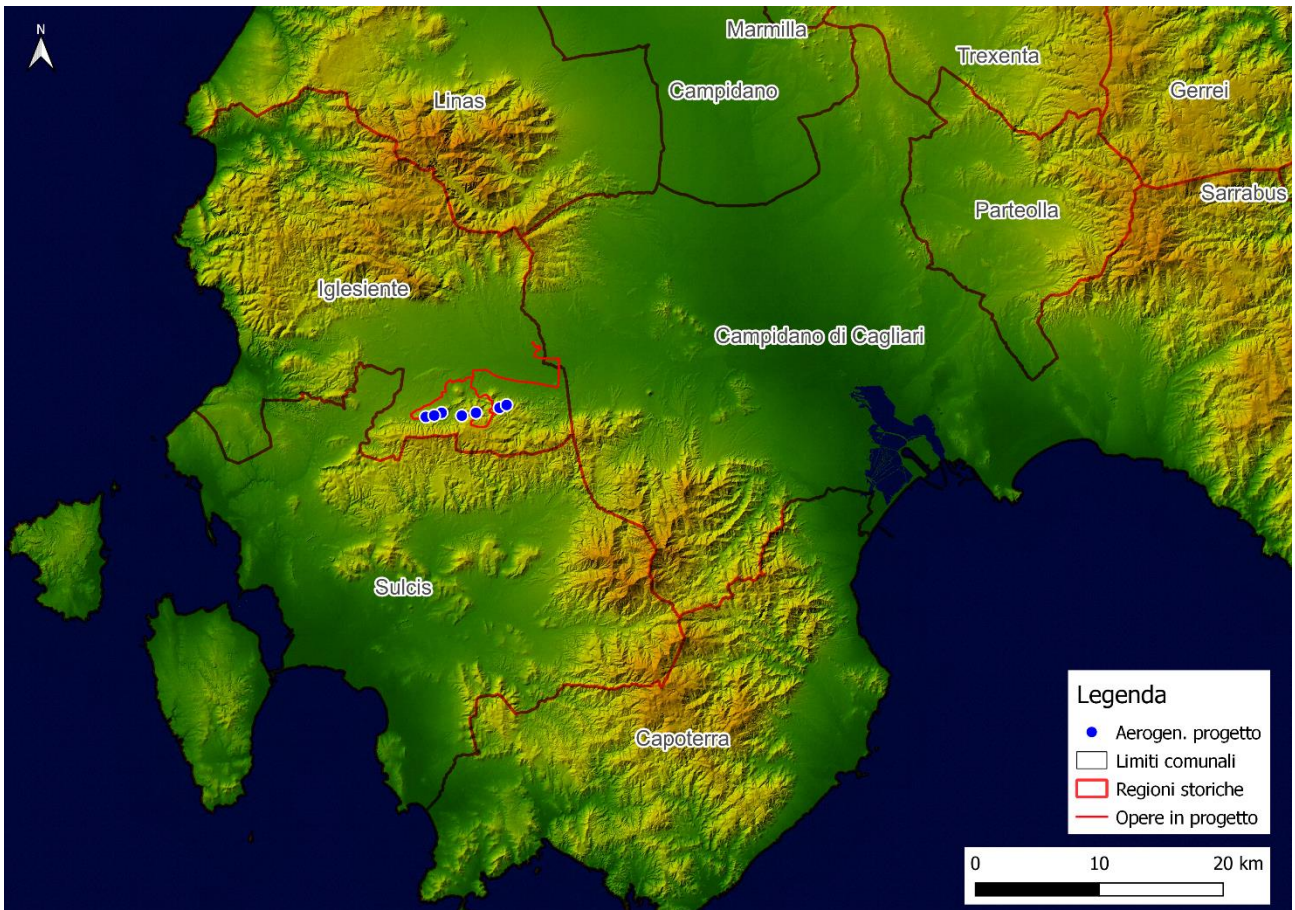 N
Marmilla
Trexenta
Linas
Campidano
Gerrei
Sarrabus
Parteolla
Iglesiente
Campidano di Cagliari
Sulcis
Capoterra
Legenda
Aerogen. progetto
Limiti comunali
Regioni storiche
Opere in progetto
0 10 20 km